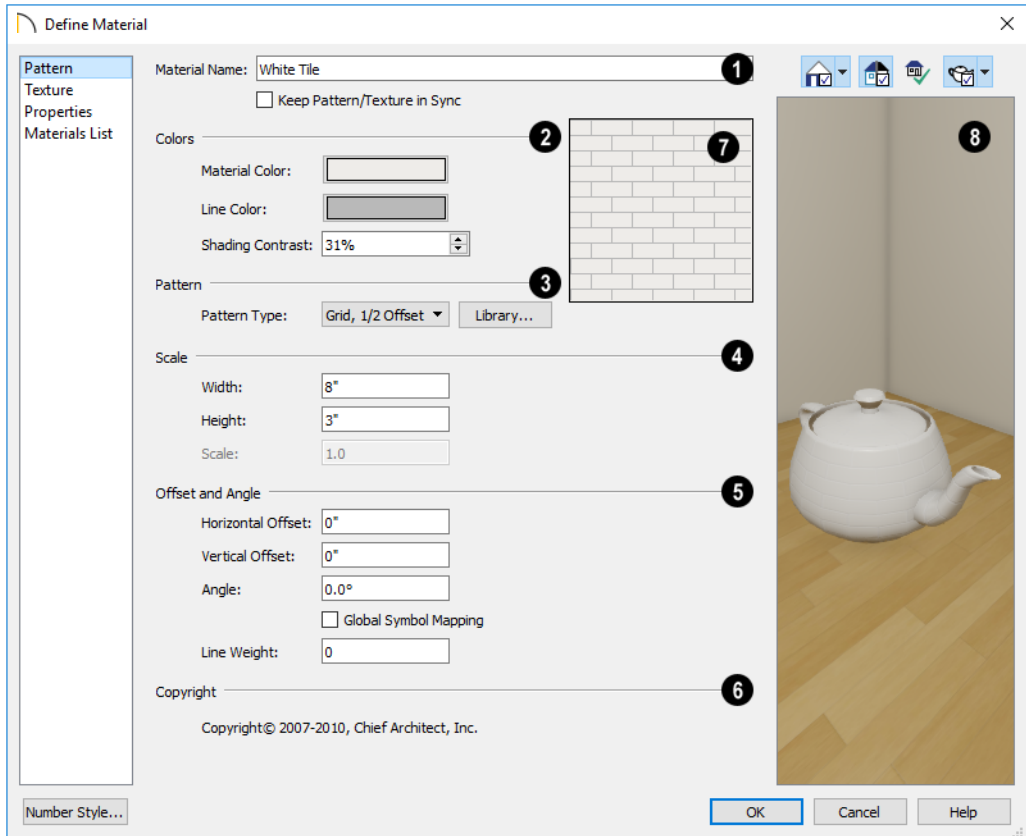 Define Material
Pattern
Texture
Properties
Materials List
Material Name: White Tile 1
Keep Pattern/Texture in Sync
Colors 2
Material Color:
Line Color:
Shading Contrast: 31%
7
8
Pattern 3
Pattern Type: Grid, 1/2 Offset Library...
Scale 4
Width: 8"
Height: 3"
Scale: 1.0
Offset and Angle 5
Horizontal Offset: 0"
Vertical Offset: 0"
Angle: 0.0°
Global Symbol Mapping
Line Weight: 0
Copyright 6
Copyright© 2007-2010, Chief Architect, Inc.
Number Style... OK Cancel Help